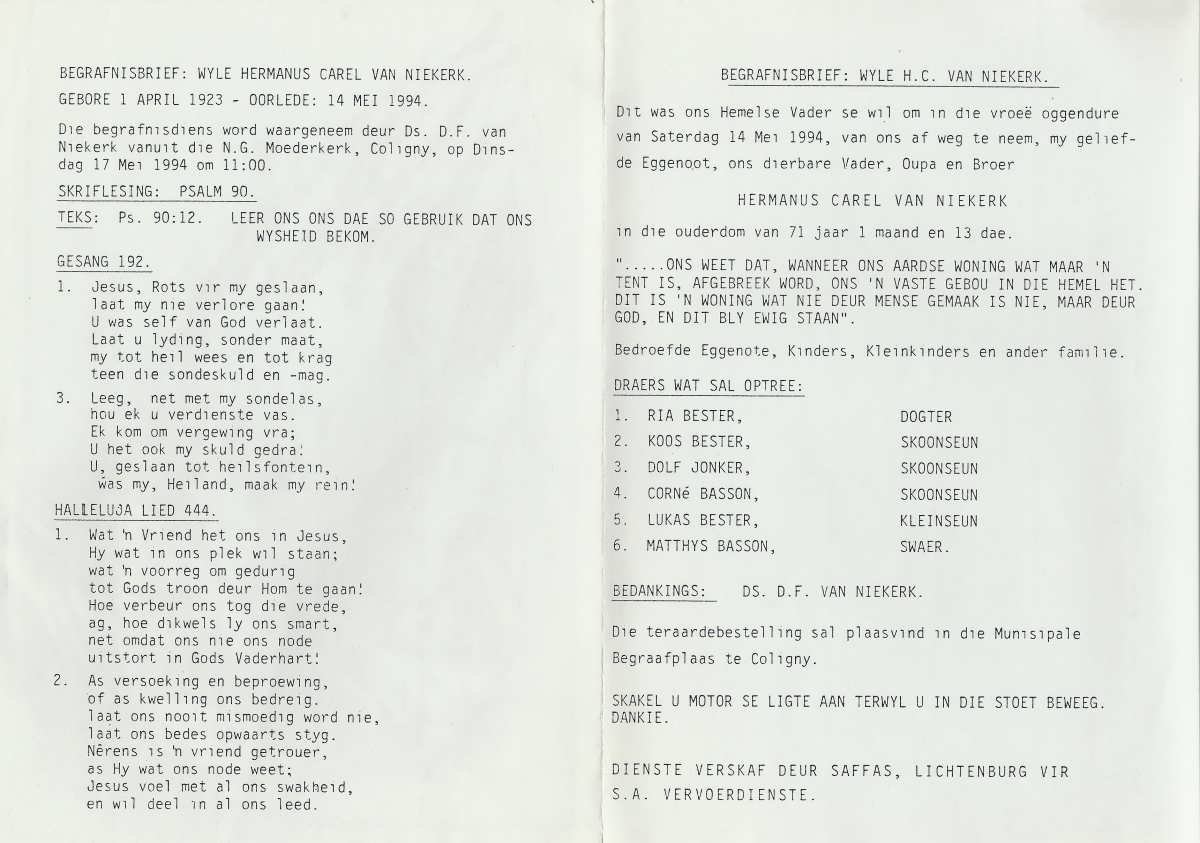 BEGRAFNISBRIEF: WYLE HERMANUS CAREL VAN NIEKERK.
GEBORE 1 APRIL 1923 - OORLEDE: 14 MEI 1994.
Die begrafnisdiens word waargeneem deur Ds. D.F. van
Niekerk vanuit die N.G. Moederkerk, Coligny, op Dins-
dag 17 Mei 1994 om 11:00.
SKRIFLESING: PSALM 90.
TEKS: Ps. 90:12. LEER ONS ONS DAE SO GEBRUIK DAT ONS
WYSHEID BEKOM.
GESANG 192.
1. Jesus, Rots vir my geslaan,
laat my nie verlore gaan!
U was self van God verlaat.
Laat u lyding, sonder maat,
my tot heil wees en tot krag
teen die sondeskuld en -mag.
3. Leeg, net met my sondelas,
hou ek u verdienste vas.
Ek kom om vergewing vra;
U het ook my skuld gedra!
U, geslaan tot heilsfontein,
was my, Heiland, maak my rein!
HALLELUJA LIED 444.
1. Wat 'n Vriend het ons in Jesus,
Hy wat in ons plek wil staan;
wat 'n voorreg om gedurig
tot Gods troon deur Hom te gaan!
Hoe verbeur ons tog die vrede,
ag, hoe dikwels ly ons smart,
net omdat ons nie ons node
uitstort in Gods Vaderhart!
2. As versoeking en beproewing,
of as kwelling ons bedreig.
laat ons nooit mismoedig word nie,
laat ons bedes opwaarts styg.
Nêrens is 'n vriend getrouer,
as Hy wat ons node weet;
Jesus voel met al ons swakheid,
en wil deel in al ons leed.
BEGRAFNISBRIEF: WYLE H.C. VAN NIEKERK.
Dit was ons Hemelse Vader se wil om in die vroeë oggendure
van Saterdag 14 Mei 1994, van ons af weg te neem, my gelief-
de Eggenoot, ons dierbare Vader, Oupa en Broer
HERMANUS CAREL VAN NIEKERK
in die ouderdom van 71 jaar 1 maand en 13 dae.
".....ONS WEET DAT, WANNEER ONS AARDSE WONING WAT MAAR 'N
TENT IS, AFGEBREEK WORD, ONS 'N VASTE GEBOU IN DIE HEMEL HET.
DIT IS 'N WONING WAT NIE DEUR MENSE GEMAAK IS NIE, MAAR DEUR
GOD, EN DIT BLY EWIG STAAN".
Bedroefde Eggenote, Kinders, Kleinkinders en ander familie.
DRAERS WAT SAL OPTREE:
1. RIA BESTER, DOGTER
2. KOOS BESTER, SKOONSEUN
3. DOLF JONKER, SKOONSEUN
4. CORNé BASSON, SKOONSEUN
5. LUKAS BESTER, KLEINSEUN
6. MATTHYS BASSON, SWAER.
BEDANKINGS: DS. D.F. VAN NIEKERK.
Die teraardebestelling sal plaasvind in die Munisipale
Begraafplaas te Coligny.
SKAKEL U MOTOR SE LIGTE AAN TERWYL U IN DIE STOET BEWEEG.
DANKIE.
DIENSTE VERSKAF DEUR SAFFAS, LICHTENBURG VIR
S.A. VERVOERDIENSTE.